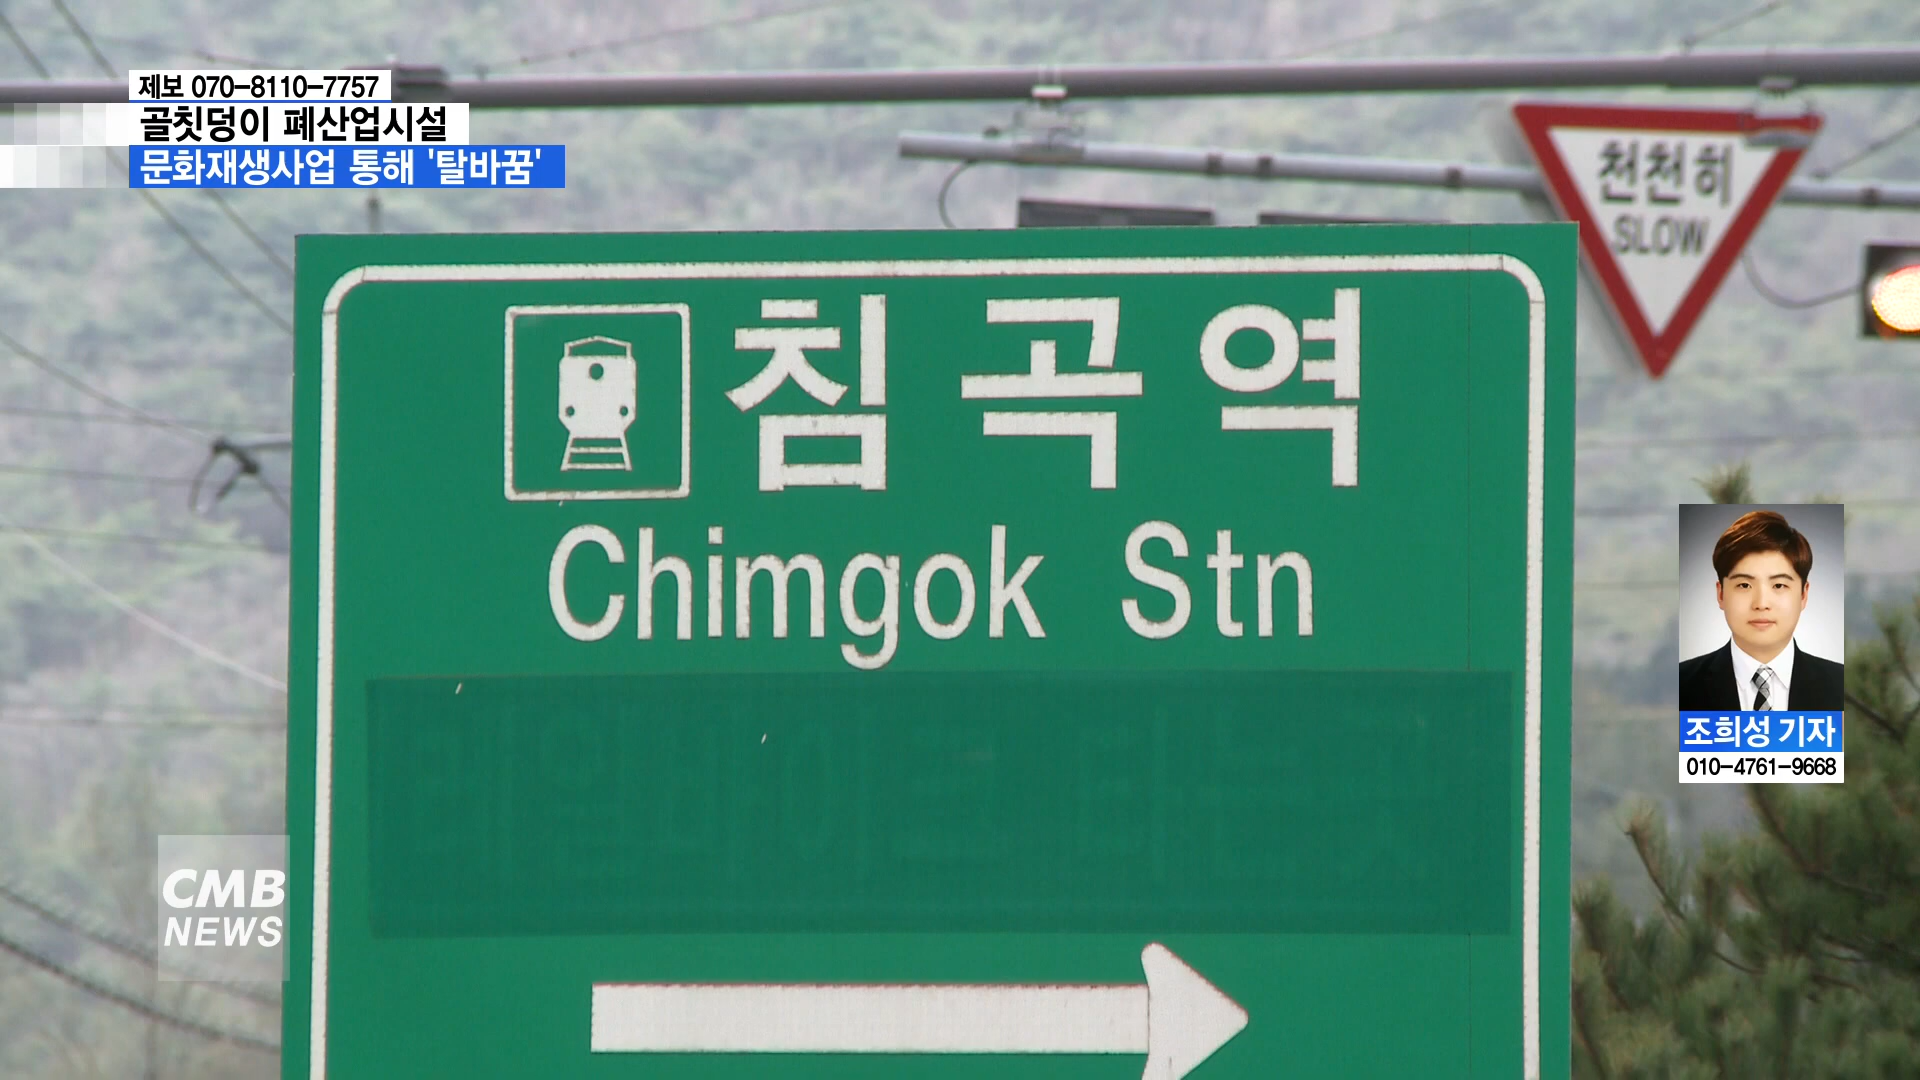 제보 070-8110-7757
골칫덩이 폐산업시설
문화재생사업 통해 '탈바꿈'
천천히
SLOW
침곡역
Chimgok Stn
조희성 기자
010-4761-9668
CMB
NEWS